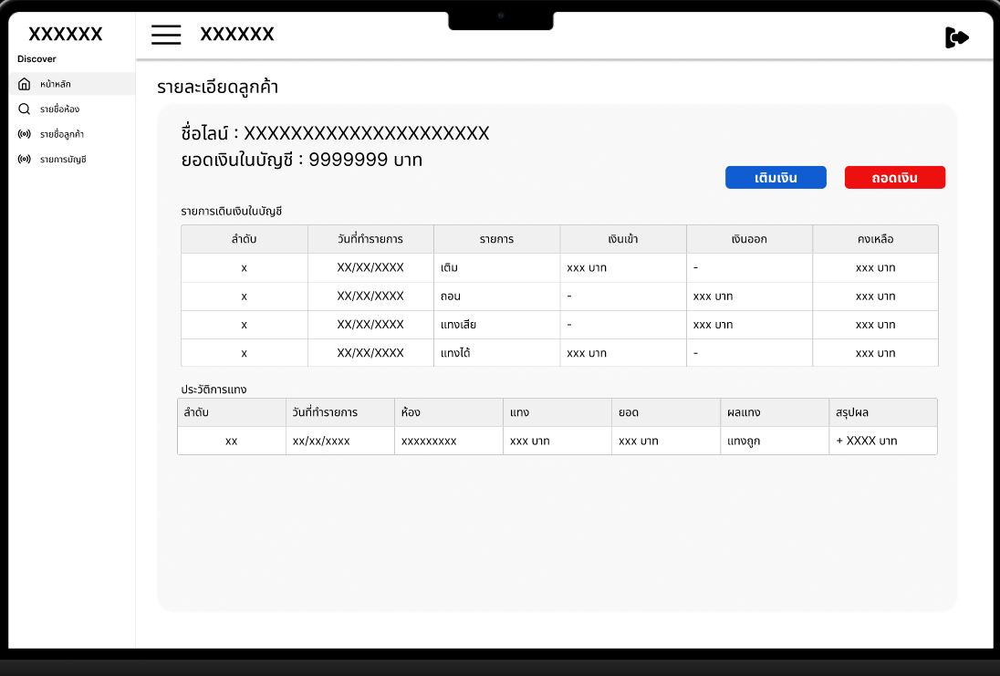 XXXXXX
Discover
หน้าหลัก
รายชื่อห้อง
รายชื่อลูกค้า
รายการบัญชี
XXXXXX
รายละเอียดลูกค้า
ชื่อไลน์ : XXXXXXXXXXXXXXXXXXXXX
ยอดเงินในบัญชี : 9999999 บาท
เติมเงิน ถอดเงิน
รายการเดินเงินในบัญชี
ลำดับ วันที่ทำรายการ รายการ เงินเข้า เงินออก คงเหลือ
x XX/XX/XXXX เติม xxx บาท - xxx บาท
x XX/XX/XXXX ถอน - xxx บาท xxx บาท
x XX/XX/XXXX แทงเสีย - xxx บาท xxx บาท
x XX/XX/XXXX แทงได้ xxx บาท - xxx บาท
ประวัติการแทง
ลำดับ วันที่ทำรายการ ห้อง แทง ยอด ผลแทง สรุปผล
xx xx/xx/xxxx xxxxxxxxx xxx บาท xxx บาท แทงถูก + XXXX บาท